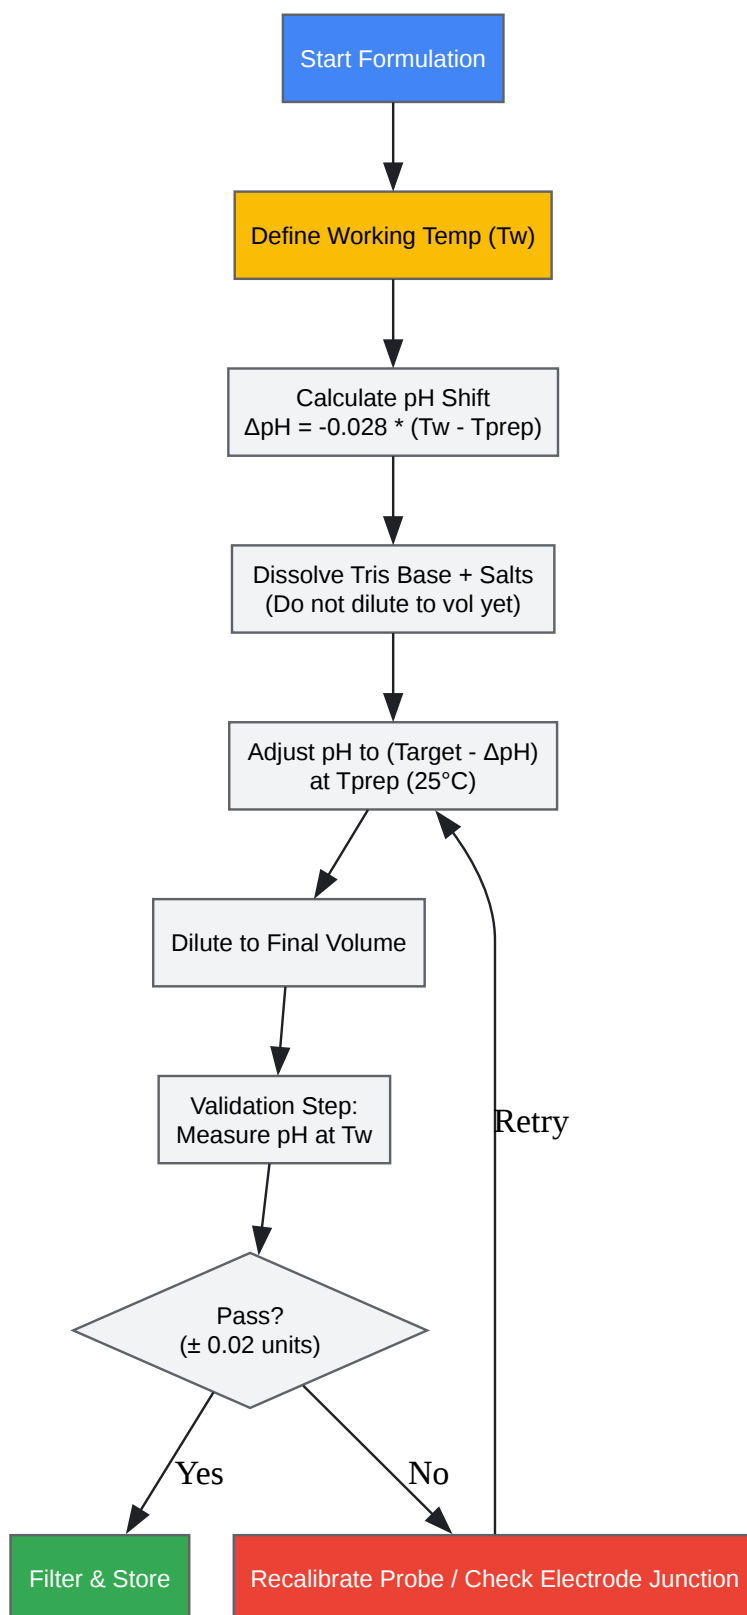 Start Formulation
Define Working Temp (Tw)
Calculate pH Shift
ΔpH = -0.028 * (Tw - Tprep)
Dissolve Tris Base + Salts
(Do not dilute to vol yet)
Adjust pH to (Target - ΔpH)
at Tprep (25°C)
Dilute to Final Volume
Validation Step:
Measure pH at Tw
Retry
Pass?
(± 0.02 units)
Yes
No
Filter & Store
Recalibrate Probe / Check Electrode Junction